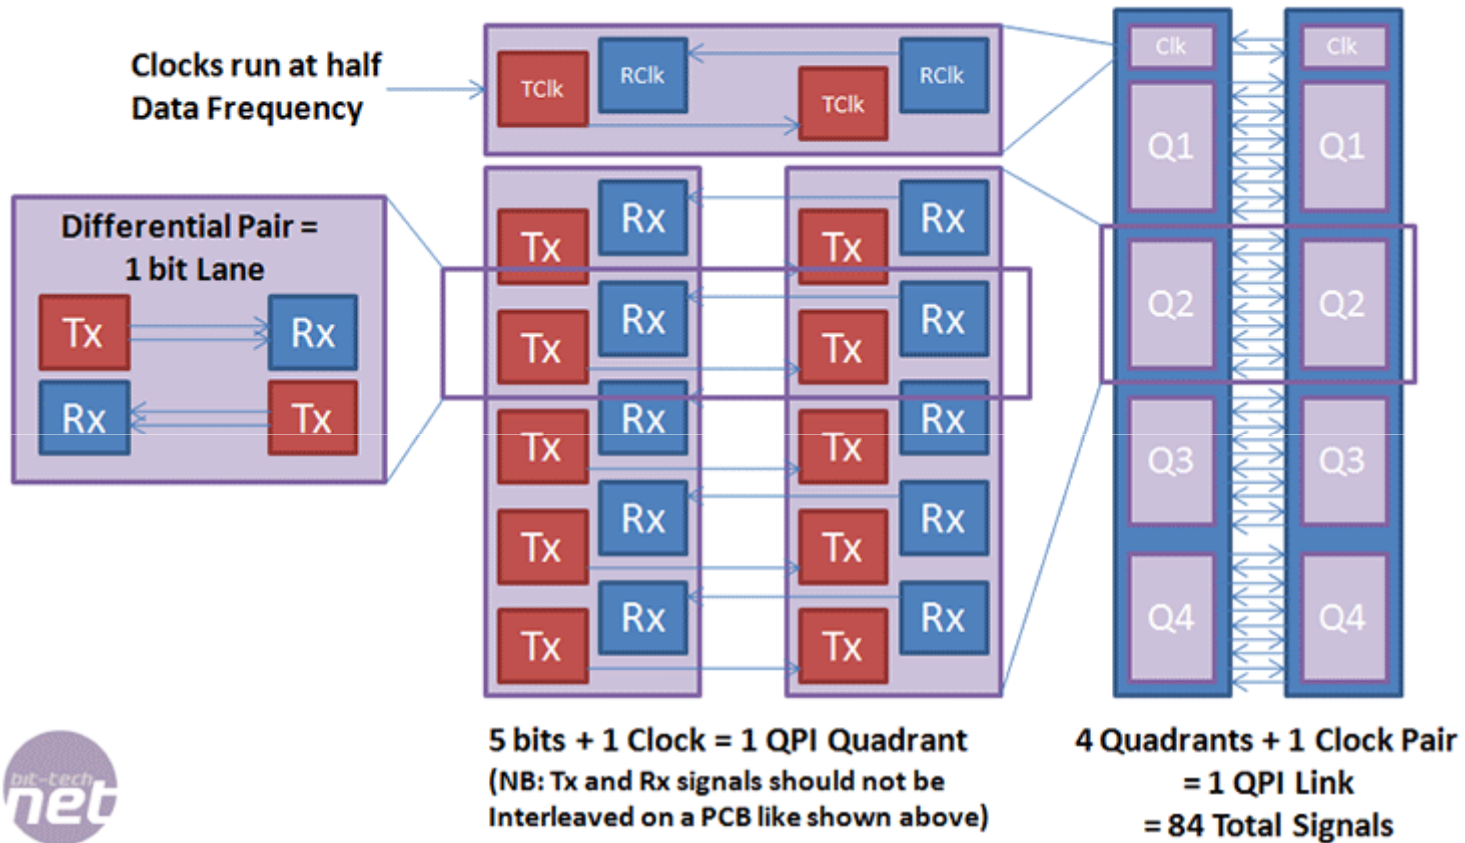 Clocks run at half
Data Frequency
TClk
RClk
TClk
RClk
Clk
Clk
Q1
Q1
Q2
Q2
Q3
Q3
Q4
Q4
Differential Pair =
1 bit Lane
Tx
Rx
Rx
Tx
Rx
Rx
Tx
Tx
Rx
Rx
Tx
Tx
Rx
Rx
Tx
Tx
Rx
Rx
Tx
Tx
Rx
Rx
Tx
Tx
5 bits + 1 Clock = 1 QPI Quadrant
(NB: Tx and Rx signals should not be
Interleaved on a PCB like shown above)
4 Quadrants + 1 Clock Pair
= 1 QPI Link
= 84 Total Signals
bit-tech
net